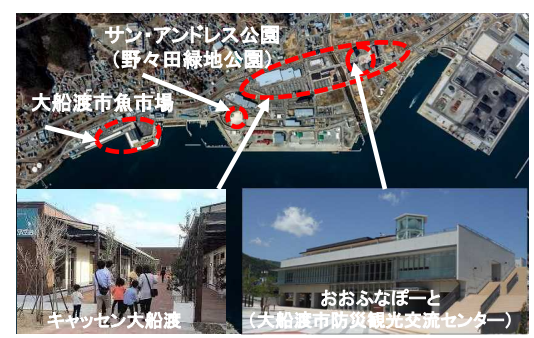 サン・アンドレス公園
（野々田緑地公園）
大船渡市魚市場
キャッセン大船渡
おおふなぽーと
（大船渡市防災観光交流センター）